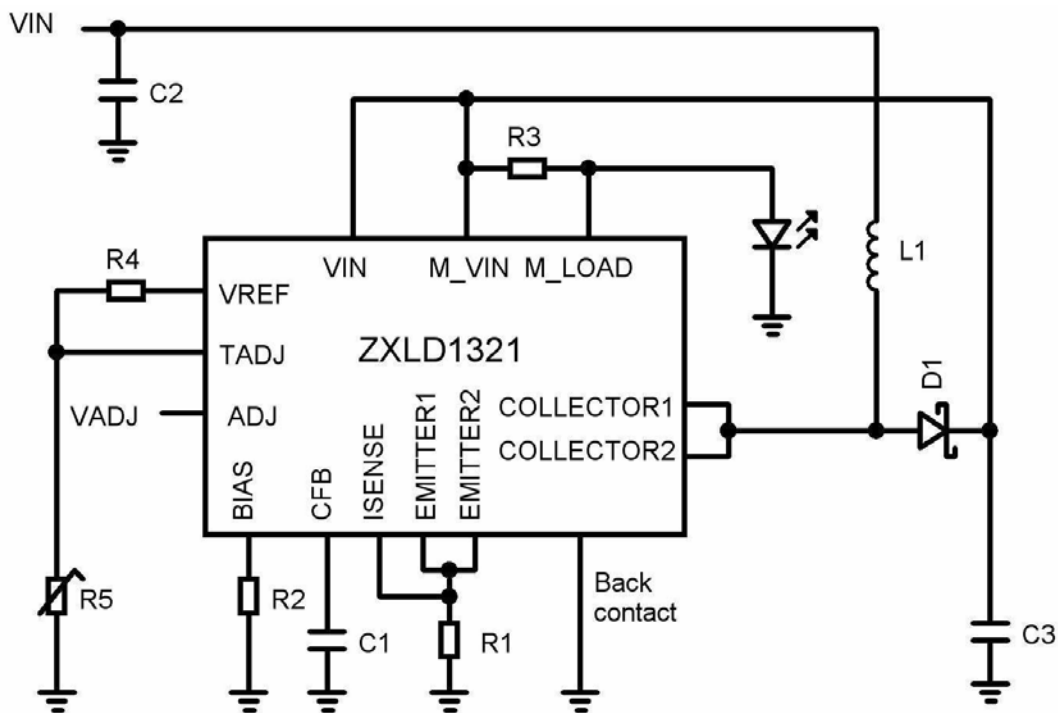 VIN
C2
R3
L1
R4
VIN
M_VIN
M_LOAD
VREF
ZXLD1321
TADJ
D1
VADJ
ADJ
COLLECTOR1
COLLECTOR2
BIAS
CFB
ISENSE
EMITTER1
EMITTER2
R5
R2
C1
R1
Back
contact
C3